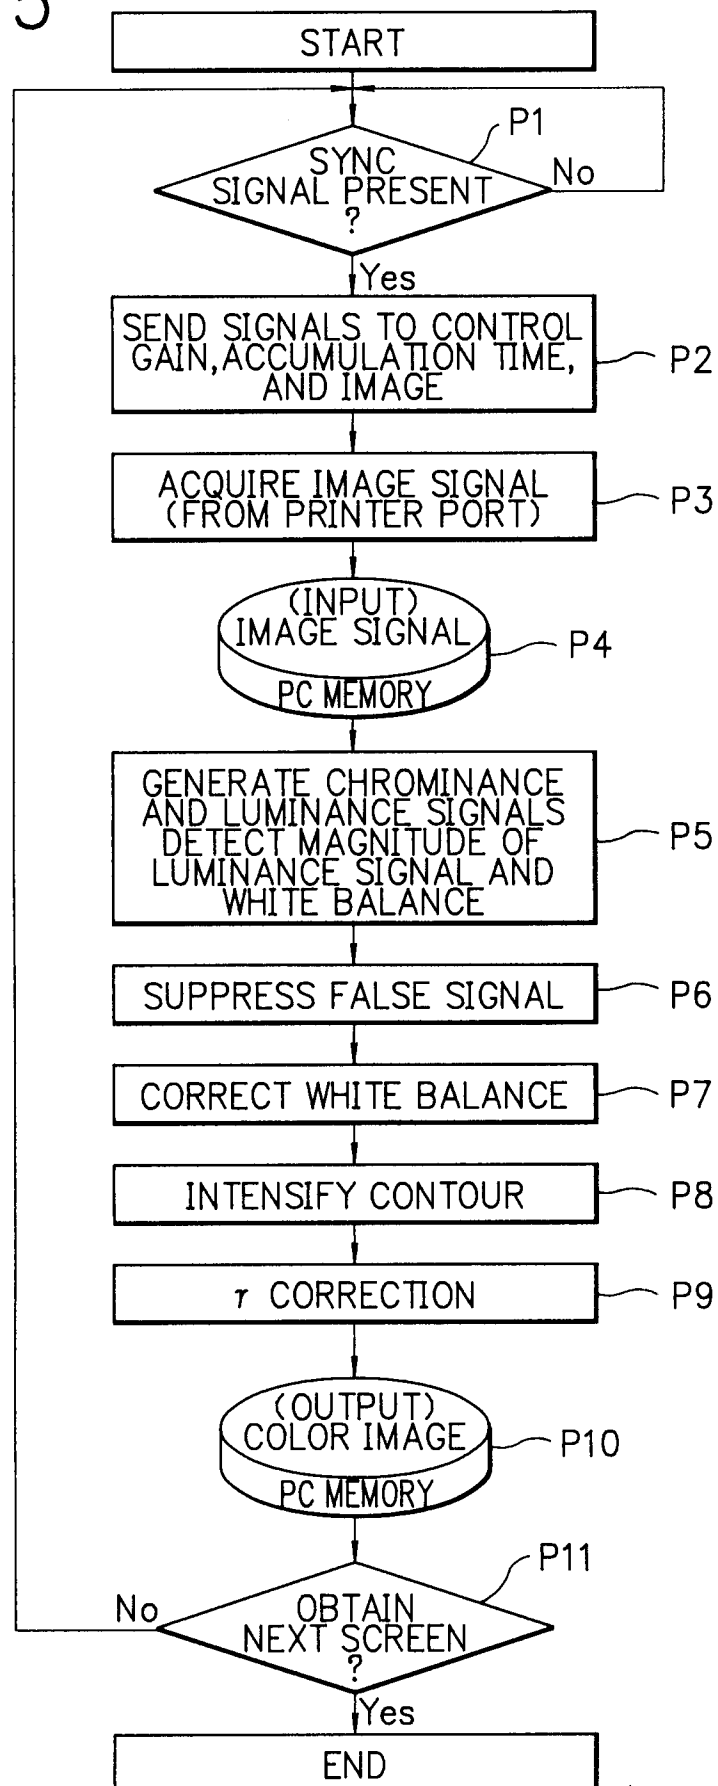 5
START
P1
SYNC
SIGNAL PRESENT
?
No
Yes
SEND SIGNALS TO CONTROL
GAIN, ACCUMULATION TIME,
AND IMAGE
P2
ACQUIRE IMAGE SIGNAL
(FROM PRINTER PORT)
P3
(INPUT)
IMAGE SIGNAL
P4
PC MEMORY
GENERATE CHROMINANCE
AND LUMINANCE SIGNALS
DETECT MAGNITUDE OF
LUMINANCE SIGNAL AND
WHITE BALANCE
P5
SUPPRESS FALSE SIGNAL
P6
CORRECT WHITE BALANCE
P7
INTENSIFY CONTOUR
P8
γ CORRECTION
P9
(OUTPUT)
COLOR IMAGE
P10
PC MEMORY
P11
No
OBTAIN
NEXT SCREEN
?
Yes
END